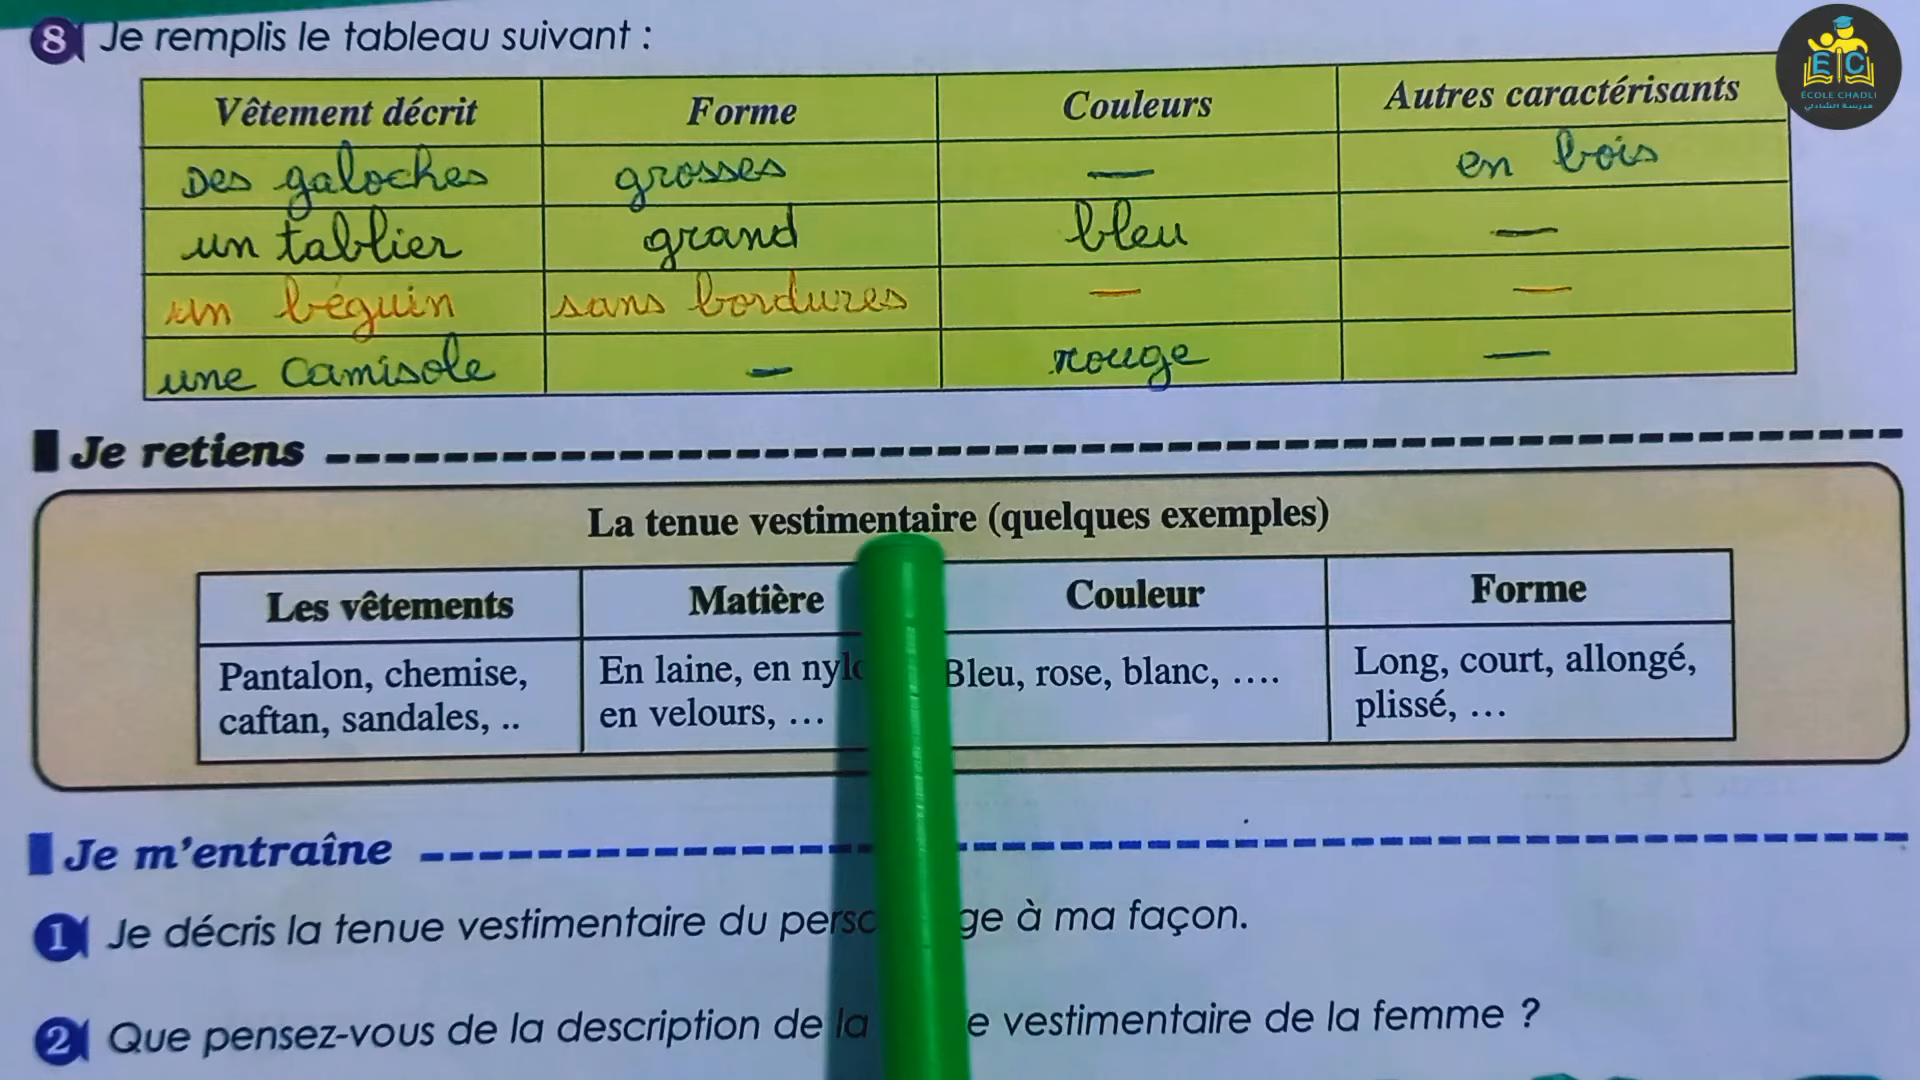 8 Je remplis le tableau suivant :
ÉCOLE CHADLI
مدرسة الشاذلي
Vêtement décrit Forme Couleurs Autres caractérisants
Des galoches grosses — en bois
un tablier grand bleu —
un béguin sans bordures — —
une camisole — rouge —
Je retiens
La tenue vestimentaire (quelques exemples)
Les vêtements Matière Couleur Forme
Pantalon, chemise, En laine, en Bleu, rose, blanc, .... Long, court, allongé,
caftan, sandales, .. en velours, ... plissé, ...
Je m'entraîne
1 Je décris la tenue vestimentaire du à ma façon.
2 Que pensez-vous de la description de la vestimentaire de la femme ?